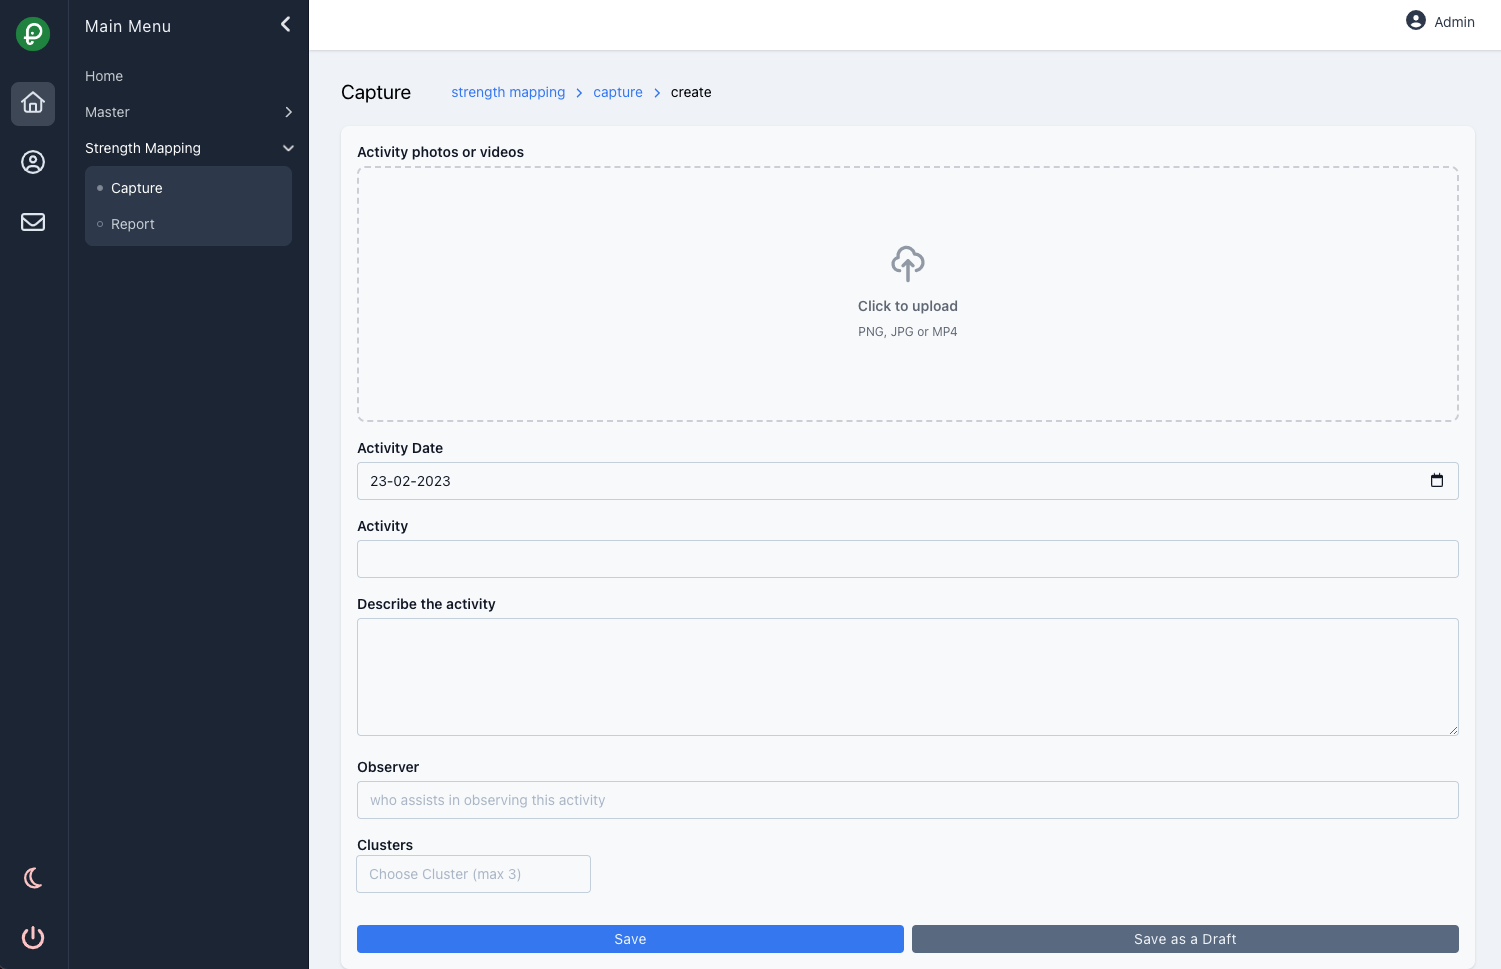 Main Menu
Admin
Home
Master
Strength Mapping
Capture
Report
Capture
strength mapping > capture > create
Activity photos or videos
Click to upload
PNG, JPG or MP4
Activity Date
23-02-2023
Activity
Describe the activity
Observer
who assists in observing this activity
Clusters
Choose Cluster (max 3)
Save
Save as a Draft